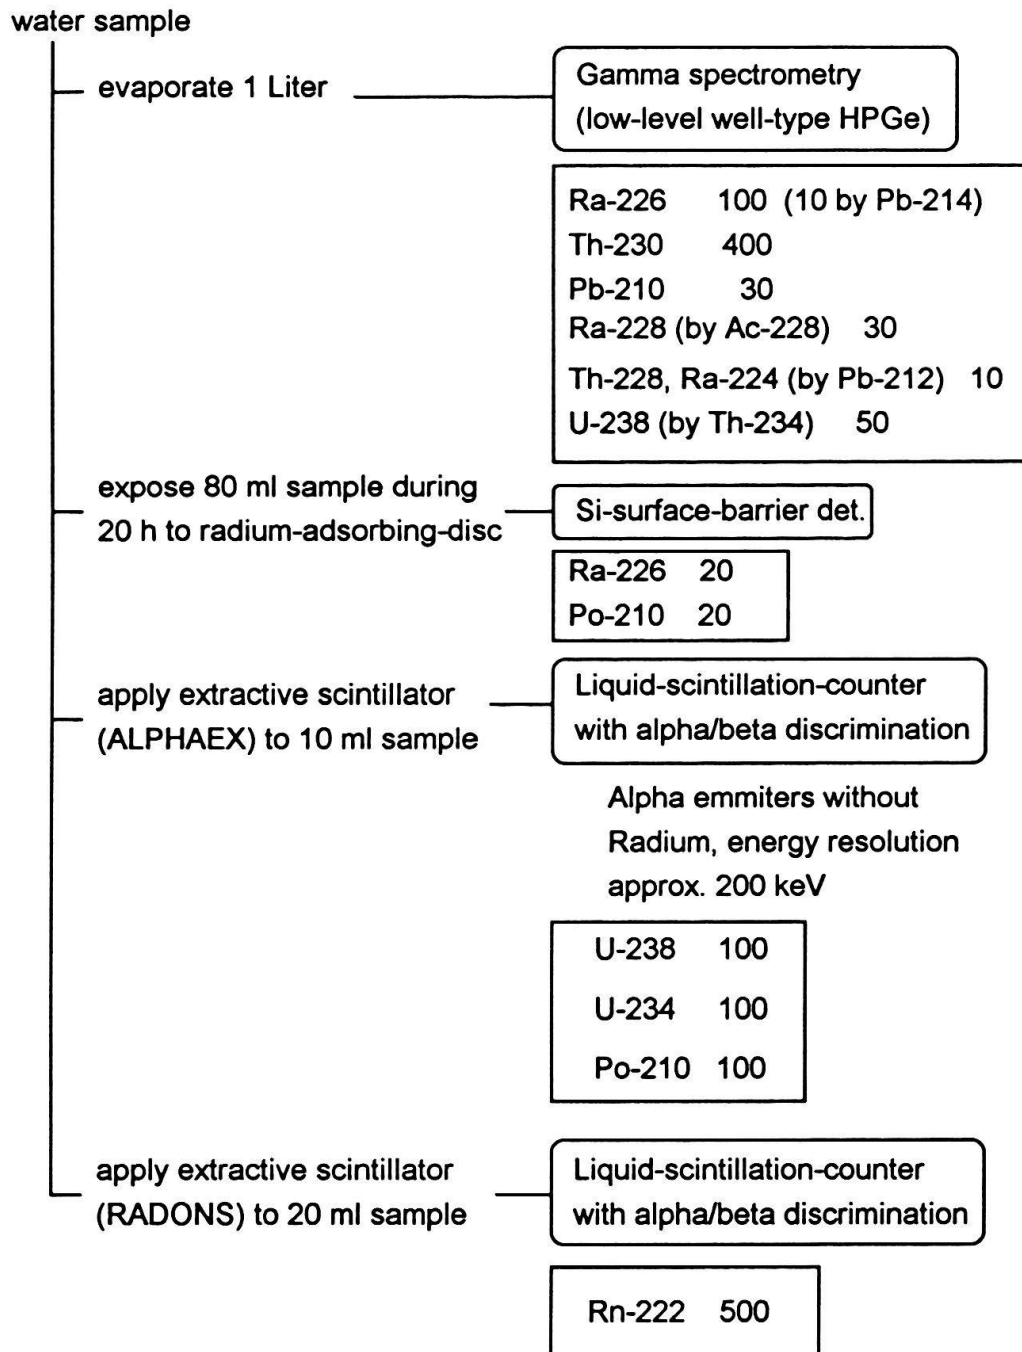 water sample
evaporate 1 Liter
Gamma spectrometry
(low-level well-type HPGe)
Ra-226 100 (10 by Pb-214)
Th-230 400
Pb-210 30
Ra-228 (by Ac-228) 30
Th-228, Ra-224 (by Pb-212) 10
U-238 (by Th-234) 50
expose 80 ml sample during
20 h to radium-adsorbing-disc
Si-surface-barrier det.
Ra-226 20
Po-210 20
apply extractive scintillator
(ALPHAEX) to 10 ml sample
Liquid-scintillation-counter
with alpha/beta discrimination
Alpha emmiters without
Radium, energy resolution
approx. 200 keV
U-238 100
U-234 100
Po-210 100
apply extractive scintillator
(RADONS) to 20 ml sample
Liquid-scintillation-counter
with alpha/beta discrimination
Rn-222 500